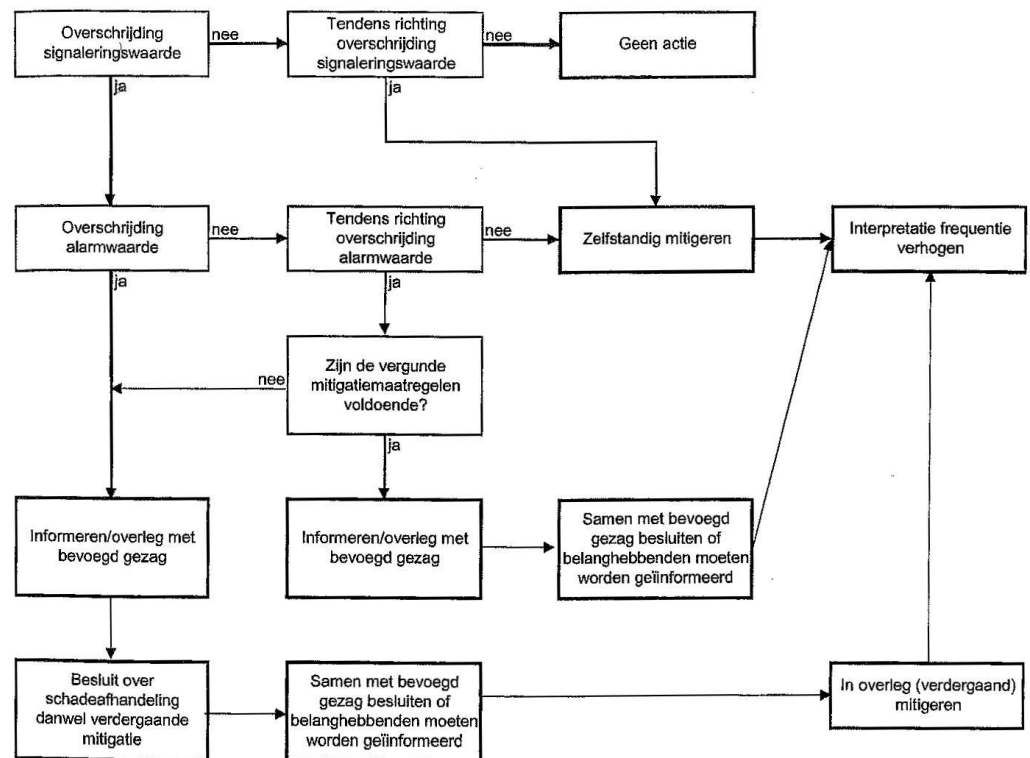 Overschrijding
signaleringswaarde
nee
Tendens richting
overschrijding
signaleringswaarde
nee
Geen actie
ja
ja
Overschrijding
alarmwaarde
nee
Tendens richting
overschrijding
alarmwaarde
nee
Zelfstandig mitigeren
Interpretatie frequentie
verhogen
ja
ja
Zijn de vergunde
mitigatiemaatregelen
voldoende?
nee
ja
Informeren/overleg met
bevoegd gezag
Informeren/overleg met
bevoegd gezag
Samen met bevoegd
gezag besluiten of
belanghebbenden moeten
worden geïinformeerd
Besluit over
schadeafhandeling
danwel verdergaande
mitigatie
Samen met bevoegd
gezag besluiten of
belanghebbenden moeten
worden geïinformeerd
In overleg (verdergaand)
mitigeren